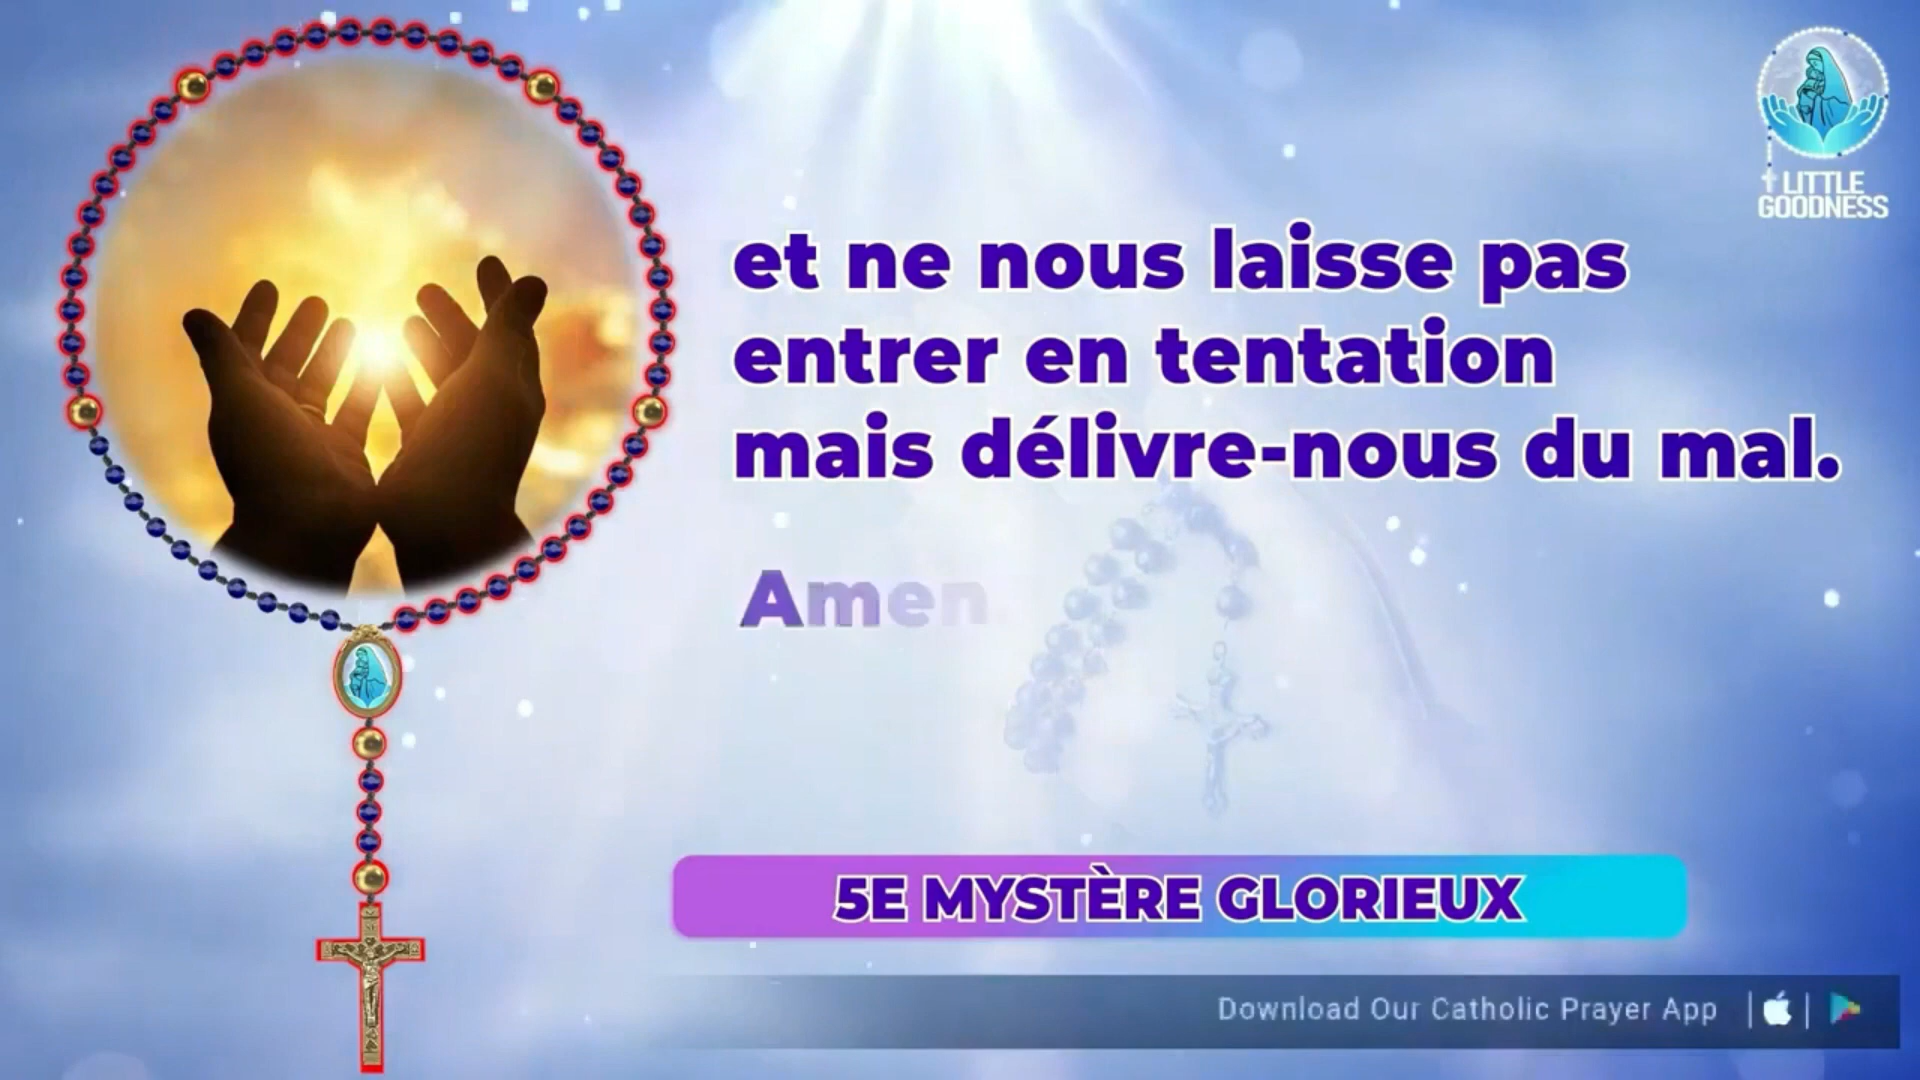 LITTLE
GOODNESS
et ne nous laisse pas
entrer en tentation
mais délivre-nous du mal.
Amen
5E MYSTÈRE GLORIEUX
Download Our Catholic Prayer App